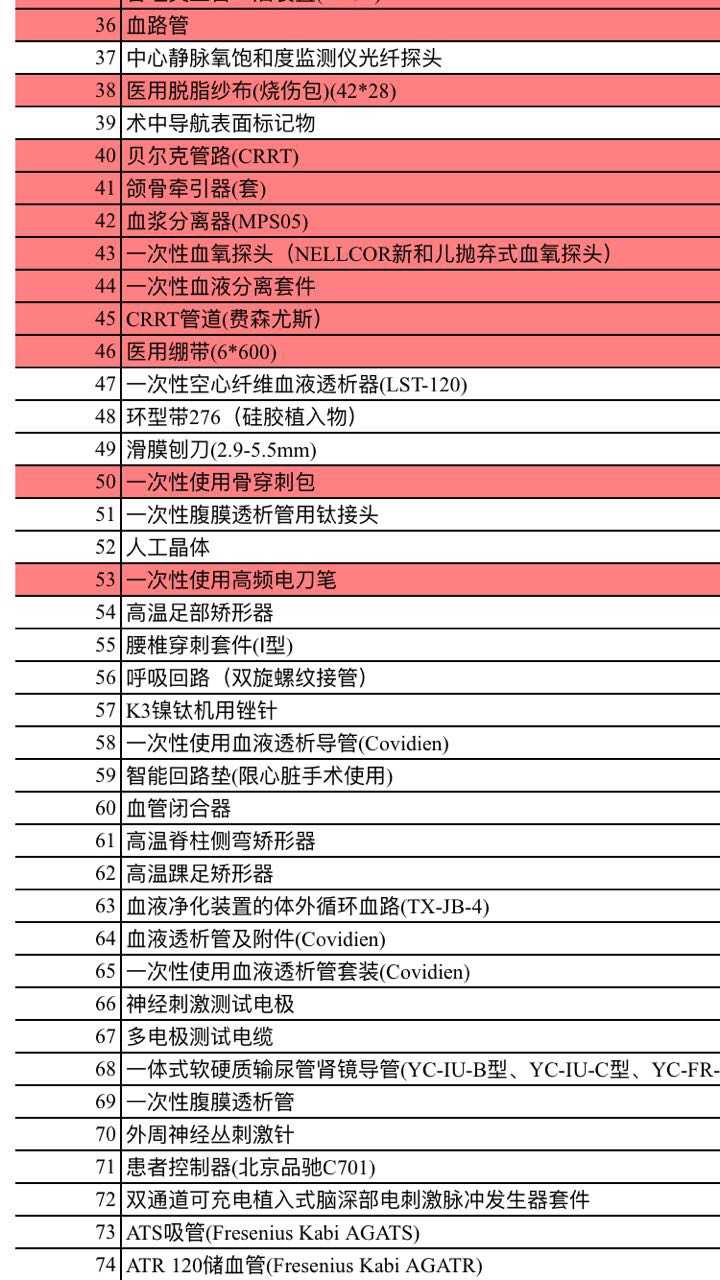 36 血路管
37 中心静脉氧饱和度监测仪光纤探头
38 医用脱脂纱布(烧伤包)(42*28)
39 术中导航表面标记物
40 贝尔克管路(CRRT)
41 颌骨牵引器(套)
42 血浆分离器(MPS05)
43 一次性血氧探头（NELLCOR新和儿抛弃式血氧探头）
44 一次性血液分离套件
45 CRRT管道(费森尤斯）
46 医用绷带(6*600)
47 一次性空心纤维血液透析器(LST-120)
48 环型带276（硅胶植入物）
49 滑膜刨刀(2.9-5.5mm)
50 一次性使用骨穿刺包
51 一次性腹膜透析管用钛接头
52 人工晶体
53 一次性使用高频电刀笔
54 高温足部矫形器
55 腰椎穿刺套件(I型)
56 呼吸回路（双旋螺纹接管）
57 K3镍钛机用锉针
58 一次性使用血液透析导管(Covidien)
59 智能回路垫(限心脏手术使用)
60 血管闭合器
61 高温脊柱侧弯矫形器
62 高温踝足矫形器
63 血液净化装置的体外循环血路(TX-JB-4)
64 血液透析管及附件(Covidien)
65 一次性使用血液透析管套装(Covidien)
66 神经刺激测试电极
67 多电极测试电缆
68 一体式软硬质输尿管肾镜导管(YC-IU-B型、YC-IU-C型、YC-FR-
69 一次性腹膜透析管
70 外周神经丛刺激针
71 患者控制器(北京品驰C701)
72 双通道可充电植入式脑深部电刺激脉冲发生器套件
73 ATS吸管(Fresenius Kabi AGATS)
74 ATR 120储血管(Fresenius Kabi AGATR)